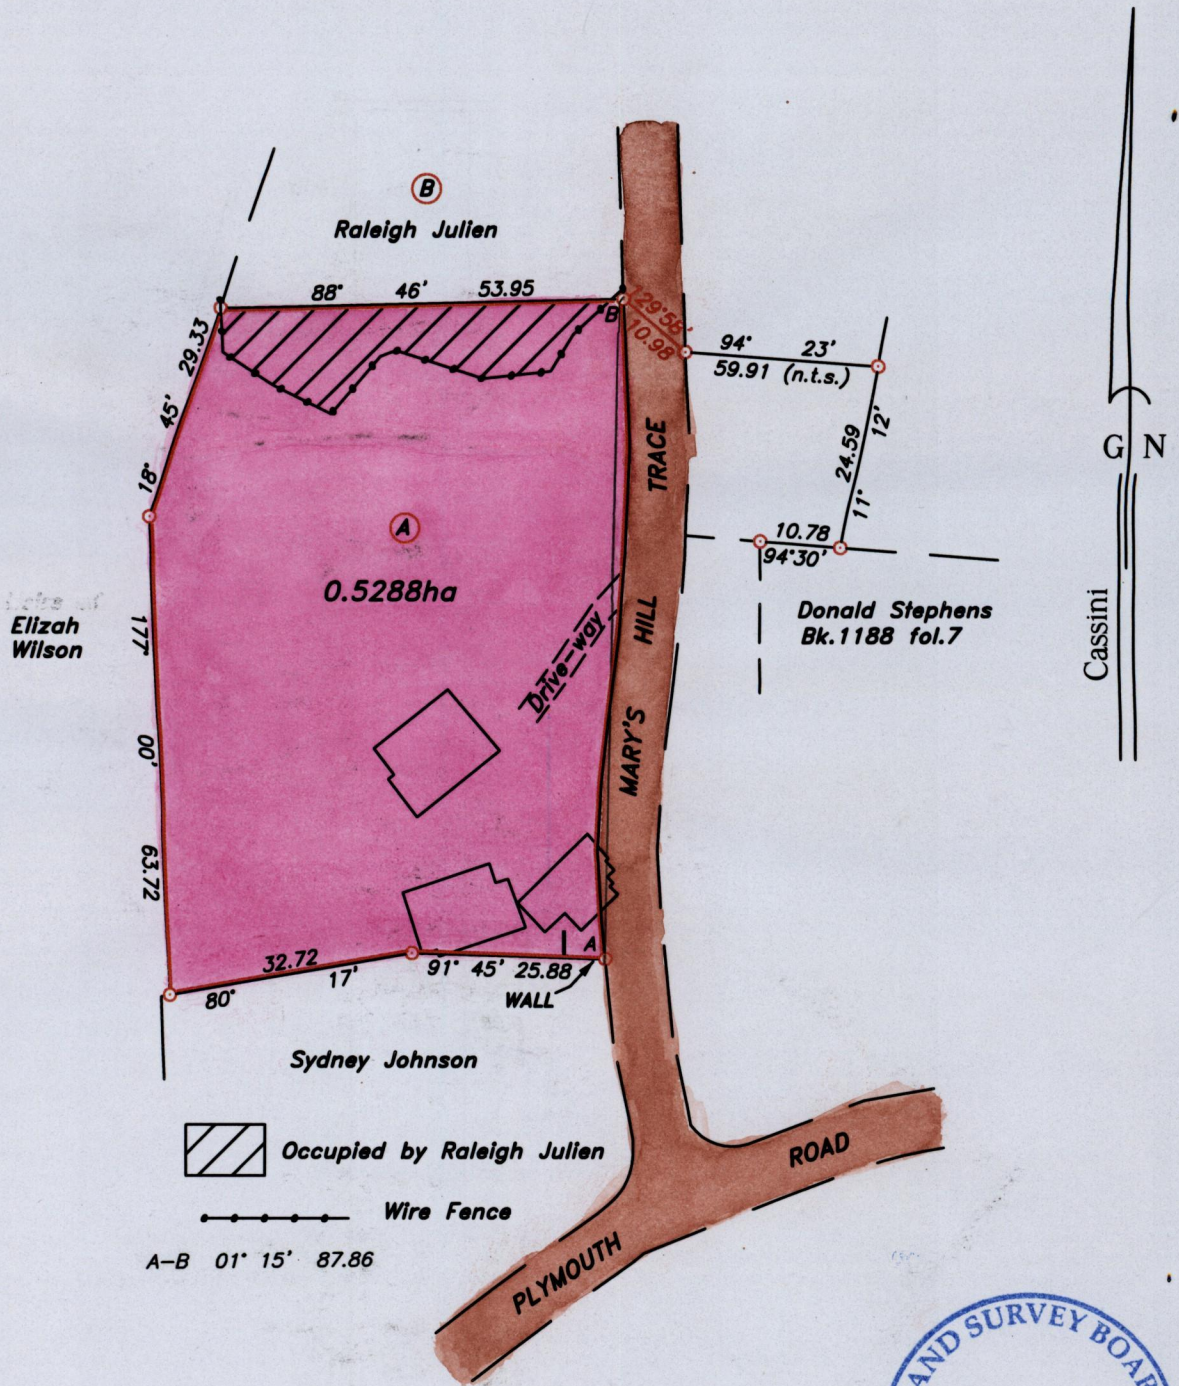 B
Raleigh Julien
88° 46' 53.95
B
129°58'
10.98
94° 23'
59.91 (n.t.s.)
29.33
45'
18°
24.59
12'
11°
TRACE
HILL
MARY'S
G N
Cassini
A
0.5288ha
10.78
94°30'
Donald Stephens
Bk.1188 fol.7
Elizah
Wilson
177°
00'
63.72
Drive-way
A
32.72
80° 17'
91° 45' 25.88
WALL
Sydney Johnson
Occupied by Raleigh Julien
Wire Fence
A-B 01° 15' 87.86
PLYMOUTH
ROAD
AND SURVEY BOAR